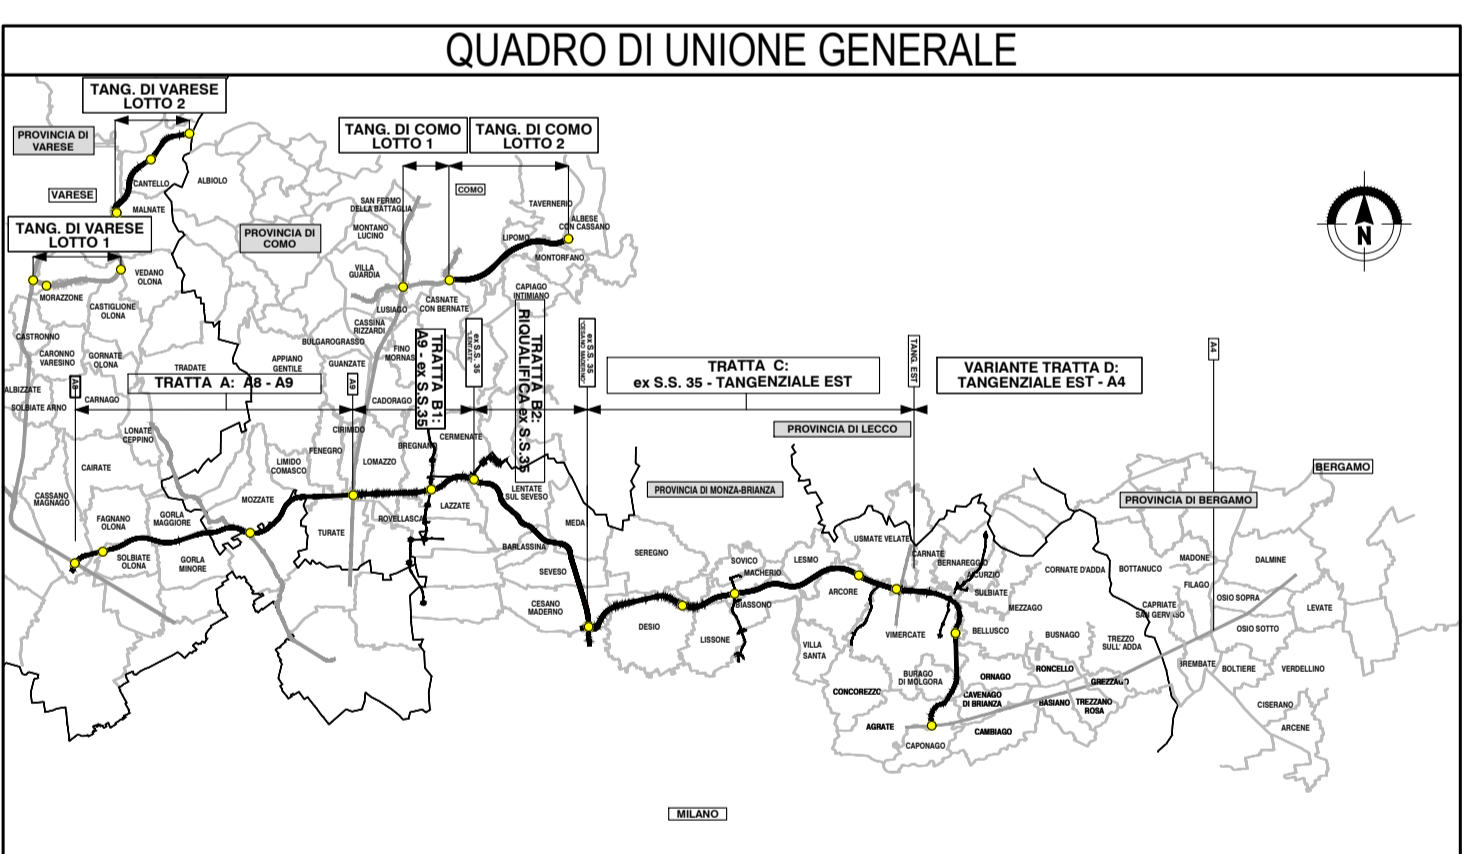 QUADRO DI UNIONE GENERALE
TANG. DI VARESE
LOTTO 2
PROVINCIA DI
VARESE
VARESE
CANTELLO
ALBIOLO
MALNATE
TANG. DI VARESE
LOTTO 1
VEDANO
OLONA
MORAZZONE
CASTIGLIONE
OLONA
PROVINCIA DI
COMO
TANG. DI COMO
LOTTO 1
TANG. DI COMO
LOTTO 2
COMO
SAN FERMO
DELLA BATTAGLIA
MONTANO
LUCINO
VILLA
GUARDIA
TAVERNERIO
ALBESE
CON CASSANO
LIPOMO
MONTORFANO
CAPIAGO
INTIMIANO
CASNATE
CON BERNATE
LUSIAGO
CASSINA
RIZZARDI
BULGAROGRASSO
FINO
MORNAS
GUANZATE
APPIANO
GENTILE
CASTRONNO
CARONNO
VARESINO
GORNATE
OLONA
TRADATE
ALBIZZATE
SOLBIATE ARNO
CARNAGO
A8
TRATTA A: A8 - A9
A9
CADORAGO
TRATTA B1:
A9 - ex S.S.35
ex S.S. 35
"LENTATE"
TRATTA B2:
RIQUALIFICA ex S.S.35
ex S.S. 35
"CESANO MADERNO"
TRATTA C:
ex S.S. 35 - TANGENZIALE EST
TANG. EST
VARIANTE TRATTA D:
TANGENZIALE EST - A4
A4
N
PROVINCIA DI LECCO
PROVINCIA DI MONZA-BRIANZA
PROVINCIA DI BERGAMO
BERGAMO
LONATE
CEPPINO
CIRIMIDO
FENEGRO
BREGNANO
CERMENATE
CAIRATE
LIMIDO
COMASCO
LOMAZZO
LENTATE
SUL SEVESO
CASSANO
MAGNAGO
MOZZATE
LAZZATE
FAGNANO
OLONA
GORLA
MAGGIORE
ROVELLASCA
TURATE
MEDA
BARLASSINA
SOLBIATE
OLONA
GORLA
MINORE
SEVESO
SEREGNO
CESANO
MADERNO
DESIO
LISSONE
SOVICO
MACHERIO
BIASSONO
LESMO
USMATE VELATE
CARNATE
BERNAREGGIO
AICURZIO
SULBIATE
CORNATE D'ADDA
MEZZAGO
ARCORE
VIMERCATE
BELLUSCO
BUSNAGO
TREZZO
SULL' ADDA
VILLA
SANTA
BURAGO
DI MOLGORA
ORNAGO
RONCELLO
GREZZAGO
CONCOREZZO
CAVENAGO
DI BRIANZA
BASIANO
TREZZANO
ROSA
AGRATE
CAPONAGO
CAMBIAGO
BOTTANUCO
MADONE
DALMINE
FILAGO
OSIO SOPRA
CAPRIATE
SAN GERVASO
LEVATE
OSIO SOTTO
BREMBATE
BOLTIERE
VERDELLINO
CISERANO
ARCENE
MILANO